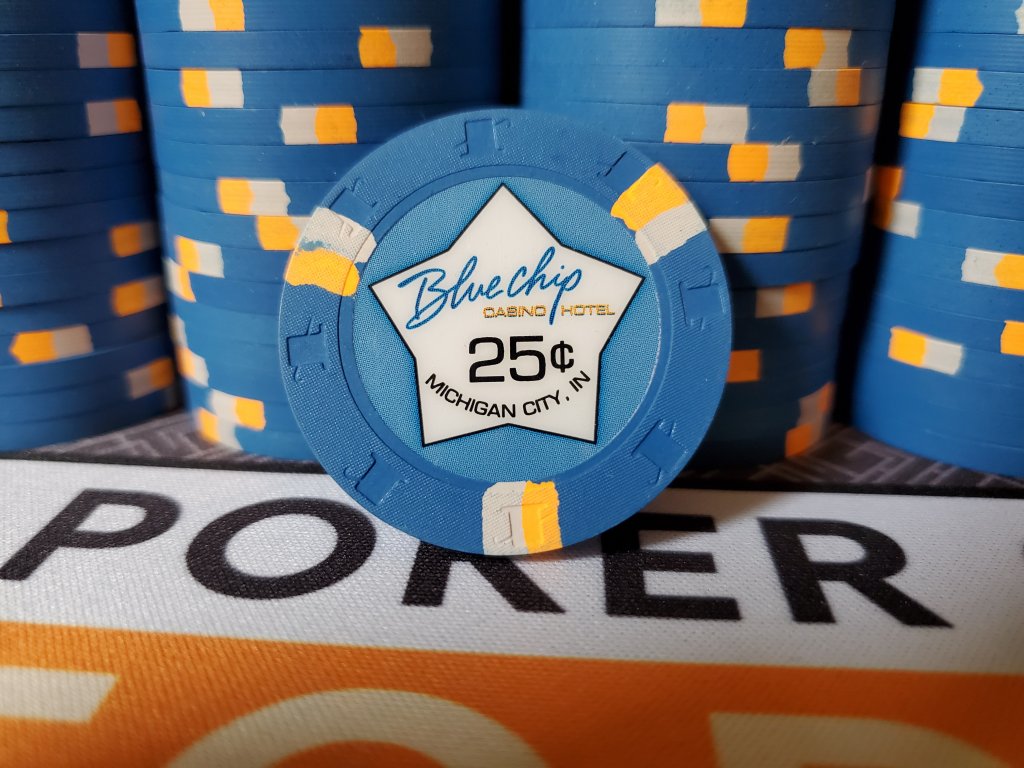 Blue Chip
CASINO HOTEL
25¢
MICHIGAN CITY, IN
POKER